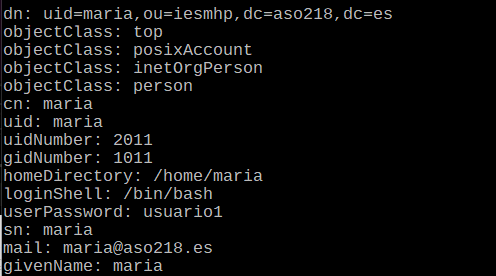 dn: uid=maria,ou=iesmhp,dc=aso218,dc=es
objectClass: top
objectClass: posixAccount
objectClass: inetOrgPerson
objectClass: person
cn: maria
uid: maria
uidNumber: 2011
gidNumber: 1011
homeDirectory: /home/maria
loginShell: /bin/bash
userPassword: usuario1
sn: maria
mail: maria@aso218.es
givenName: maria